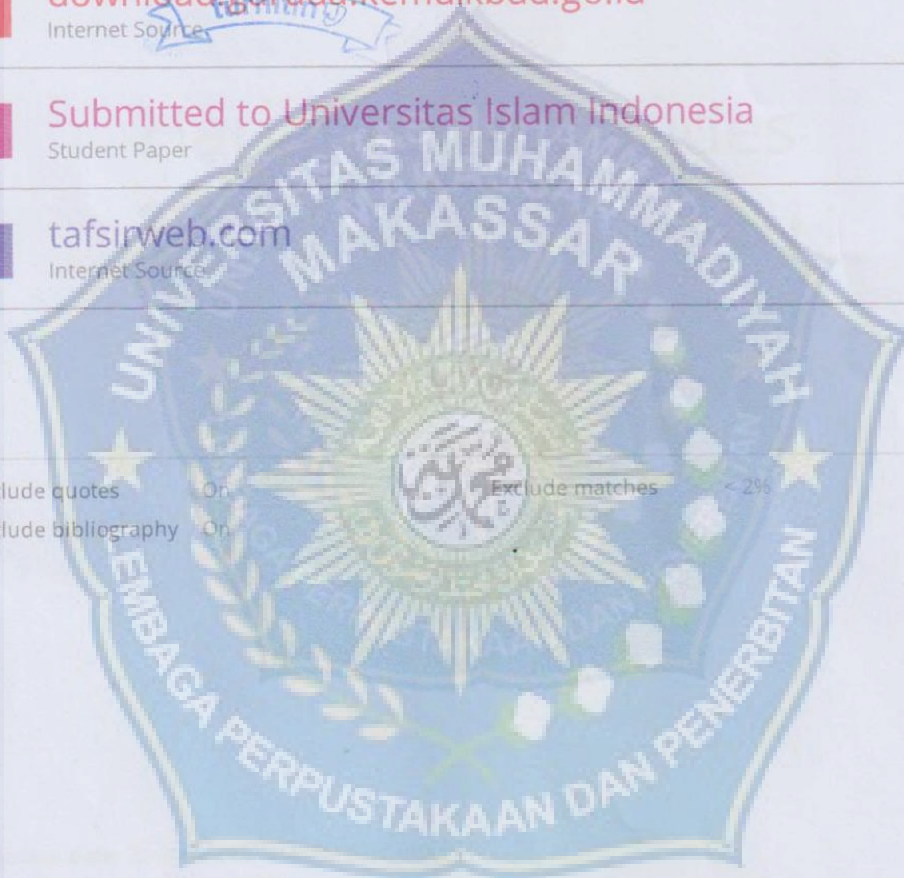 Internet Source
turnitin
Submitted to Universitas Islam Indonesia
Student Paper
tafsirweb.com
Internet Source
UNIVERSITAS MUHAMMADIYAH
MAKASSAR
lude quotes On Exclude matches < 2%
lude bibliography On
LEMBAGA PERPUSTAKAAN DAN PENERBITAN